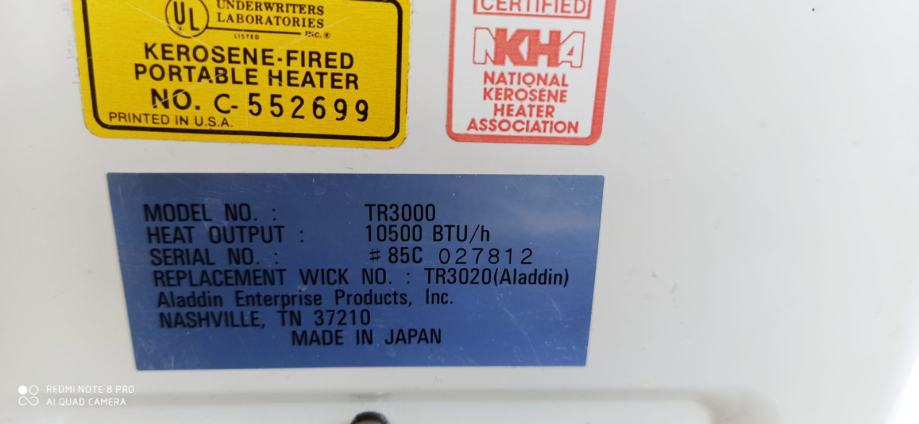 UL
UNDERWRITERS
LABORATORIES
LISTED INC.®
KEROSENE-FIRED
PORTABLE HEATER
NO. C-552699
PRINTED IN U.S.A.
CERTIFIED
NKHA
NATIONAL
KEROSENE
HEATER
ASSOCIATION
MODEL NO. : TR3000
HEAT OUTPUT : 10500 BTU/h
SERIAL NO. : #85C 027812
REPLACEMENT WICK NO. : TR3020(Aladdin)
Aladdin Enterprise Products, Inc.
NASHVILLE, TN 37210
MADE IN JAPAN
REDMI NOTE 8 PRO
AI QUAD CAMERA